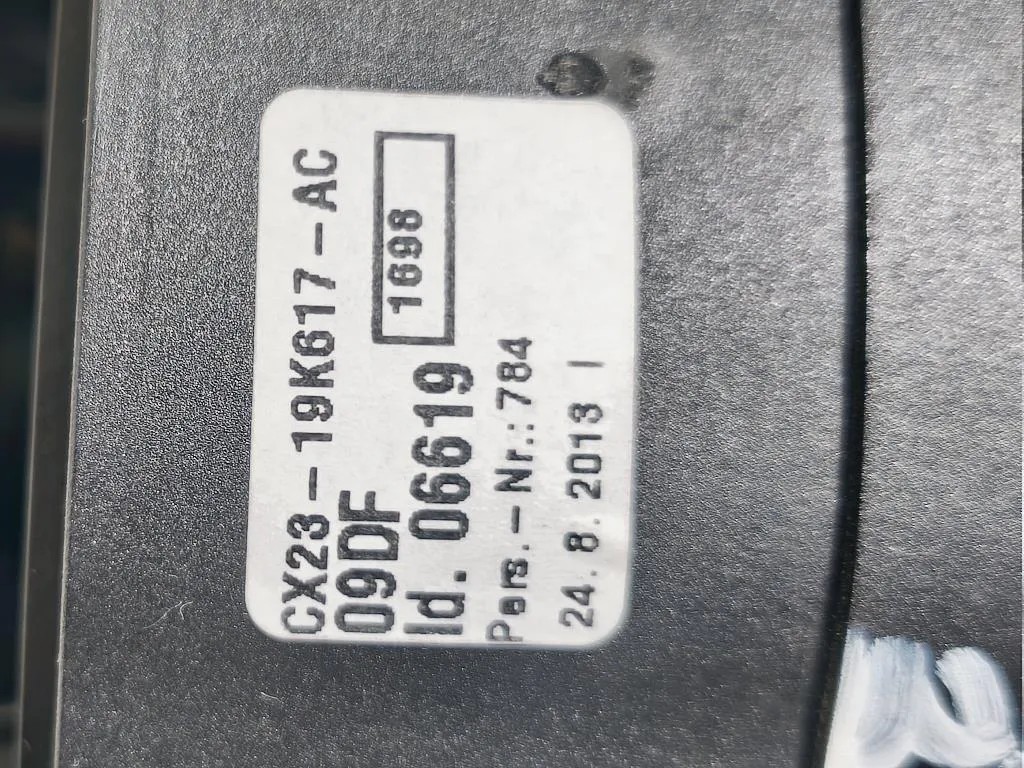 CX23-19K617-AC
09DF
Id. 06619 1698
Pers.-Nr.:784
24.8.2013 I